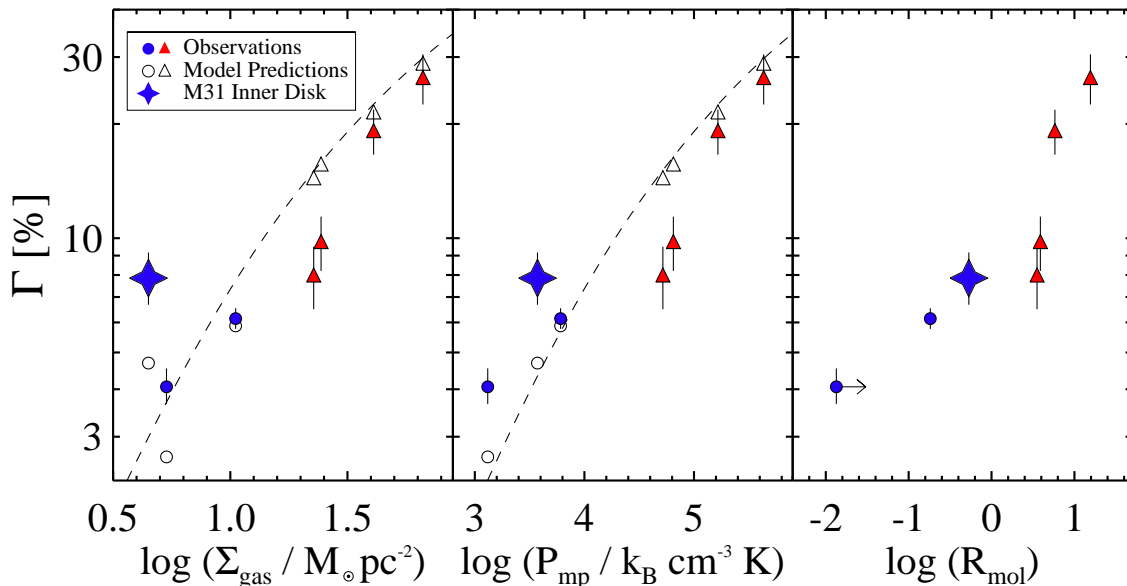 Observations
Model Predictions
M31 Inner Disk
Γ [%]
30
10
3
0.5 1.0 1.5
3 4 5
-2 -1 0 1
log (Σgas / M☉pc⁻²)
log (Pmp / kB cm⁻³ K)
log (Rmol)